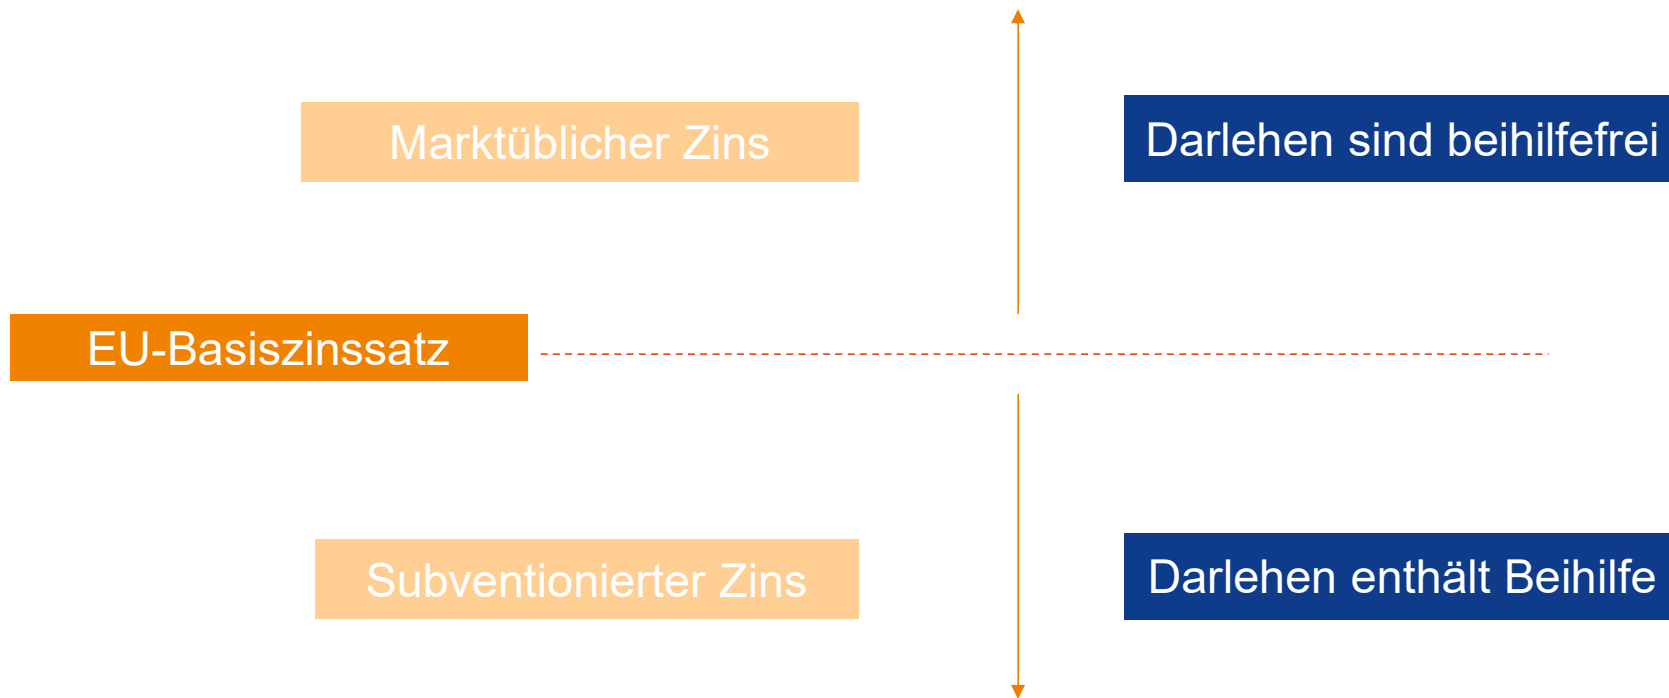 Marktüblicher Zins
Darlehen sind beihilfefrei
EU-Basiszinssatz
Subventionierter Zins
Darlehen enthält Beihilfe